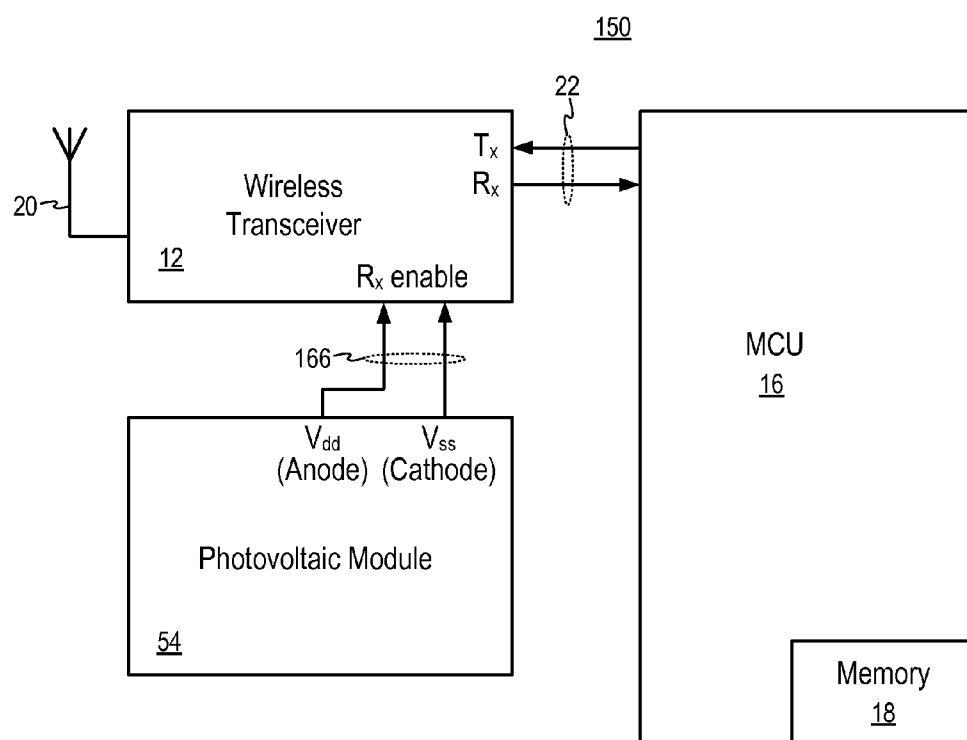 150
22
Tx
Rx
20
Wireless
Transceiver
12
Rx enable
166
MCU
16
Vdd Vss
(Anode) (Cathode)
Photovoltaic Module
54
Memory
18